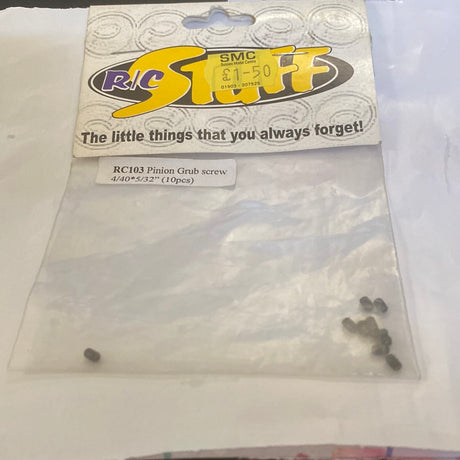 SMC
£1-50
R/C Stuff
The little things that you always forget!
RC103 Pinion Grub screw
4/40*5/32" (10pcs)